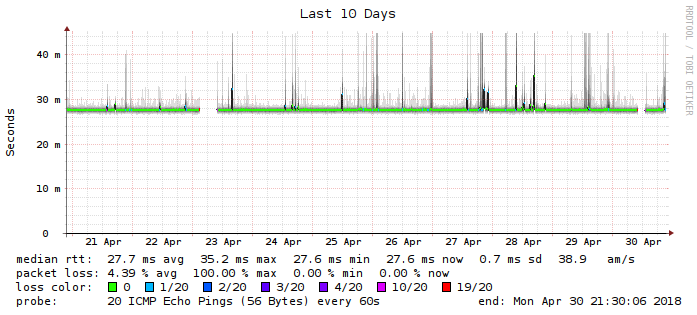 Last 10 Days
RRDTOOL / TOBI OETIKER
Seconds
40 m
30 m
20 m
10 m
0
21 Apr 22 Apr 23 Apr 24 Apr 25 Apr 26 Apr 27 Apr 28 Apr 29 Apr 30 Apr
median rtt: 27.7 ms avg 35.2 ms max 27.6 ms min 27.6 ms now 0.7 ms sd 38.9 am/s
packet loss: 4.39 % avg 100.00 % max 0.00 % min 0.00 % now
loss color: 0 1/20 2/20 3/20 4/20 10/20 19/20
probe: 20 ICMP Echo Pings (56 Bytes) every 60s end: Mon Apr 30 21:30:06 2018